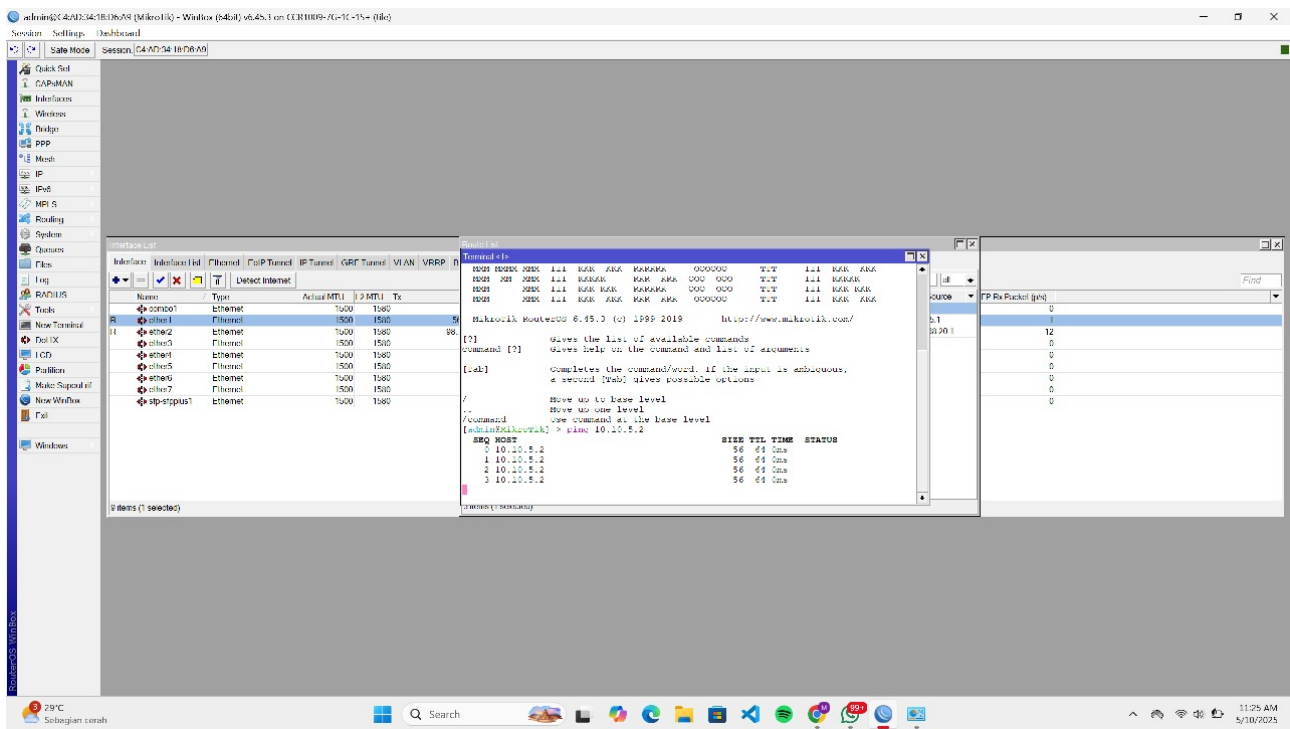 admin@C4:AD:34:18:D6:A9 (MikroTik) - WinBox (64bit) v6.45.3 on CCR1009-7G-1C-1S+ (tile)
Session Settings Dashboard
Safe Mode Session: C4:AD:34:18:D6:A9
Quick Set
CAPsMAN
Interfaces
Wireless
Bridge
PPP
Mesh
IP
IPv6
MPLS
Routing
System
Queues
Files
Log
RADIUS
Tools
New Terminal
Dot1X
LCD
Partition
Make Supout.rif
New WinBox
Exit
Windows
RouterOS WinBox
Interface List
Interface Interface List Ethernet EoIP Tunnel IP Tunnel GRE Tunnel VLAN VRRP
Detect Internet
Name Type Actual MTU L2 MTU Tx
combo1 Ethernet 1500 1580
R ether1 Ethernet 1500 1580
R ether2 Ethernet 1500 1580 98.
ether3 Ethernet 1500 1580
ether4 Ethernet 1500 1580
ether5 Ethernet 1500 1580
ether6 Ethernet 1500 1580
ether7 Ethernet 1500 1580
sfp-sfpplus1 Ethernet 1500 1580
9 items (1 selected)
Route List
Terminal <1>
MikroTik RouterOS 6.45.3 (c) 1999-2019 http://www.mikrotik.com/
[?] Gives the list of available commands
command [?] Gives help on the command and list of arguments
[Tab] Completes the command/word. If the input is ambiguous,
a second [Tab] gives possible options
/ Move up to base level
.. Move up one level
/command Use command at the base level
[admin@MikroTik] > ping 10.10.5.2
SEQ HOST SIZE TTL TIME STATUS
0 10.10.5.2 56 64 0ms
1 10.10.5.2 56 64 0ms
2 10.10.5.2 56 64 0ms
3 10.10.5.2 56 64 0ms
3 items (1 selected)
all
Find
Source
FP Rx Packet (p/s)
0
5.1 1
12
0
0
0
0
0
0
3
29°C
Sebagian cerah
Search
99+
11:25 AM
5/10/2025